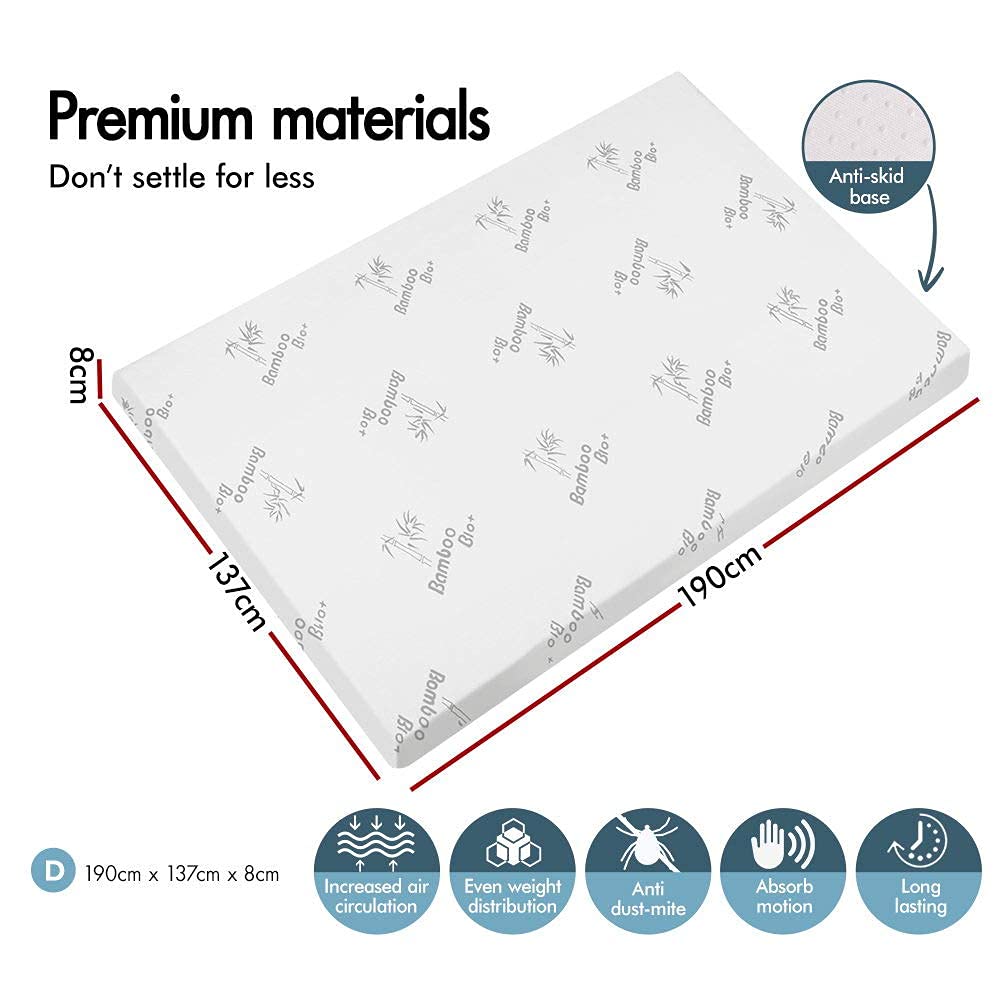 Premium materials
Don't settle for less
Anti-skid
base
Bamboo
Bio+
Bamboo
Bio+
Bamboo
Bio+
Bamboo
Bio+
Bamboo
Bio+
Bamboo
Bio+
Bamboo
Bio+
Bamboo
Bio+
Bamboo
Bio+
Bamboo
Bio+
Bamboo
Bio+
Bamboo
Bio+
Bamboo
Bio+
Bamboo
Bio+
Bamboo
Bio+
8cm
137cm
190cm
D 190cm x 137cm x 8cm
Increased air
circulation
Even weight
distribution
Anti
dust-mite
Absorb
motion
Long
lasting